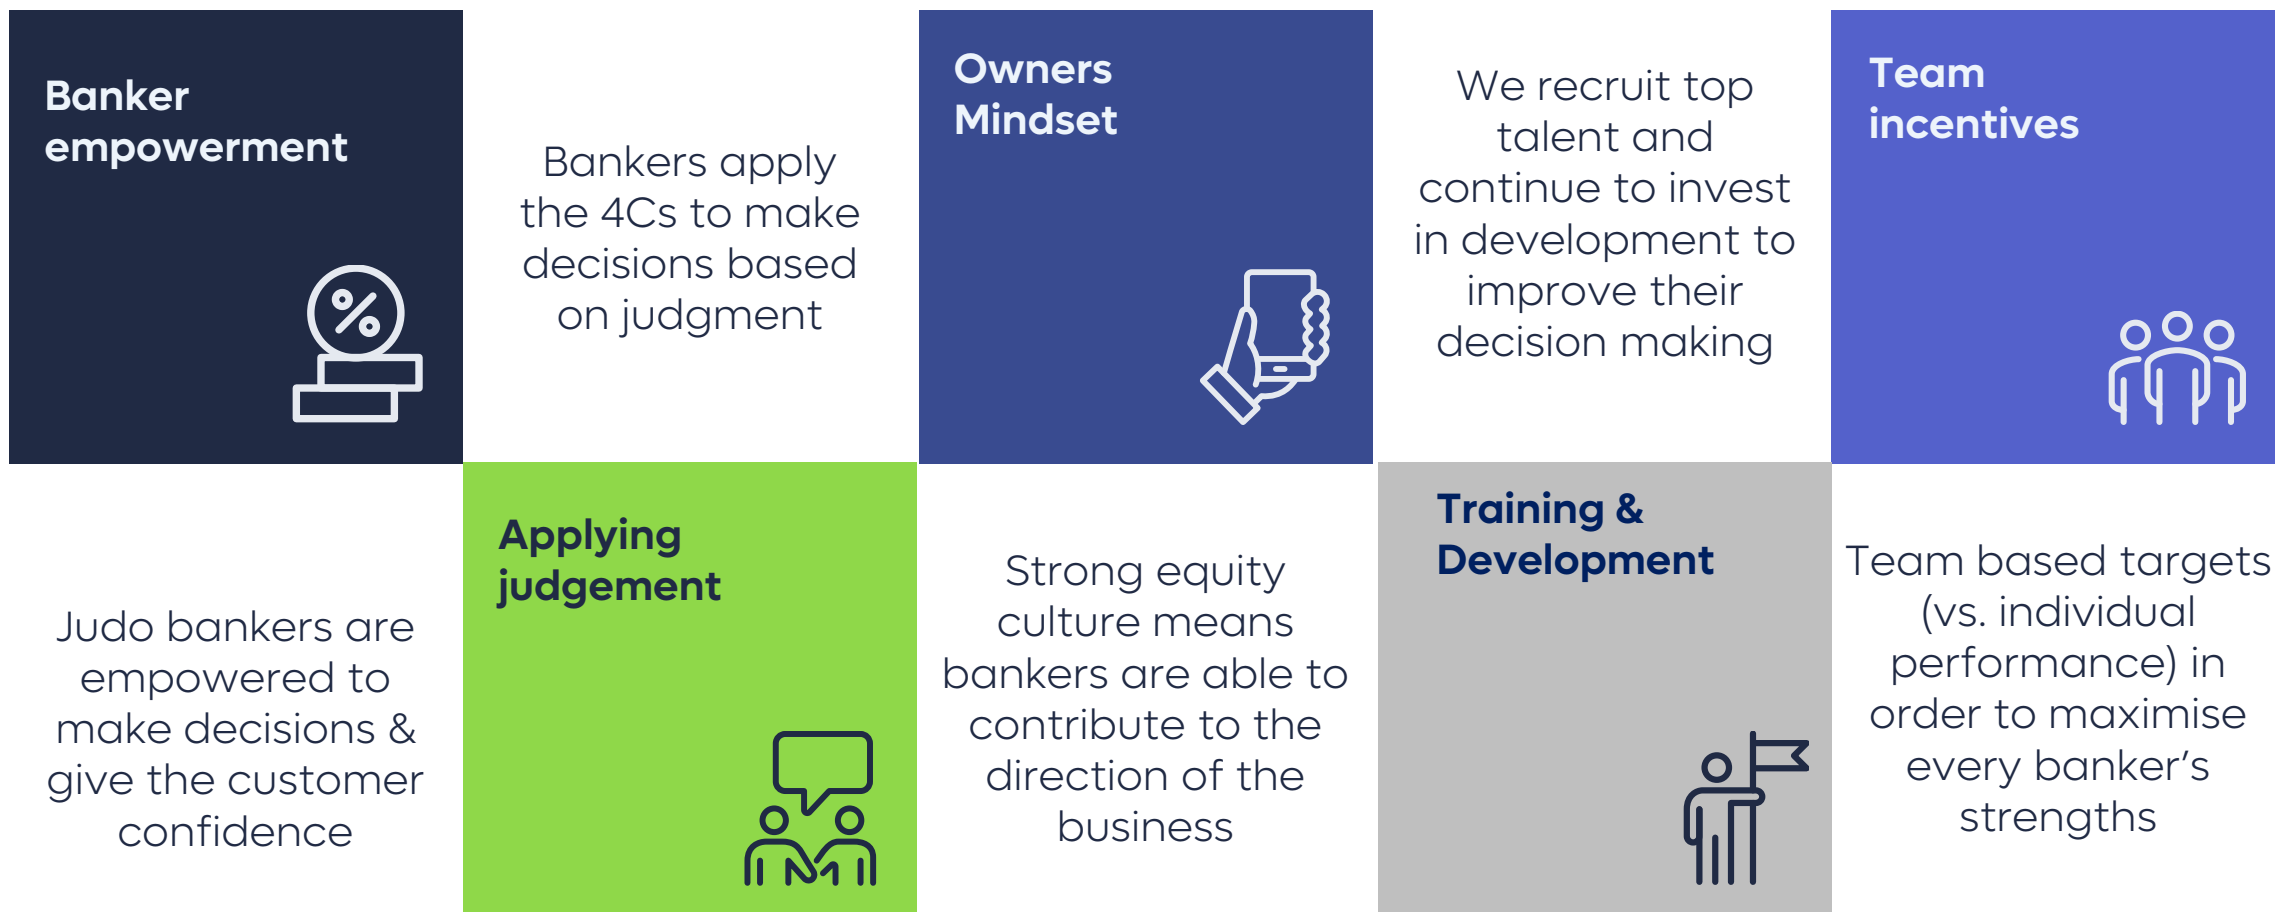 Banker
empowerment
Judo bankers are
empowered to
make decisions &
give the customer
confidence
Bankers apply
the 4Cs to make
decisions based
on judgment
Applying
judgement
Owners
Mindset
Strong equity
culture means
bankers are able to
contribute to the
direction of the
business
We recruit top
talent and
continue to invest
in development to
improve their
decision making
Training &
Development
Team
incentives
Team based targets
(vs. individual
performance) in
order to maximise
every banker’s
strengths